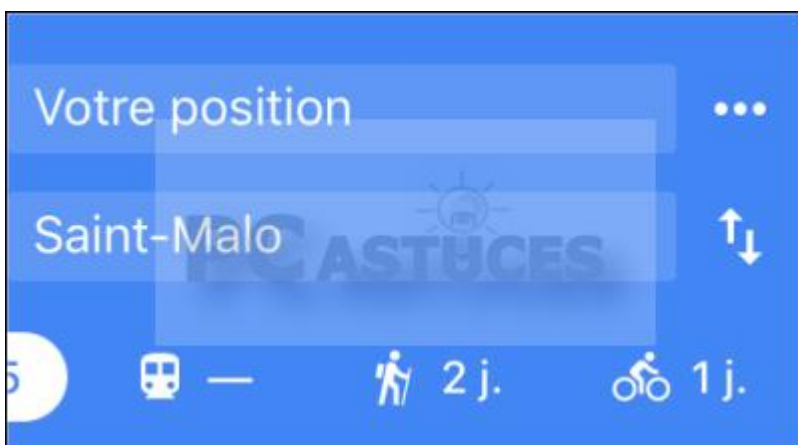 Votre position
Saint-Malo
PC ASTUCES
5 — 2 j. 1 j.